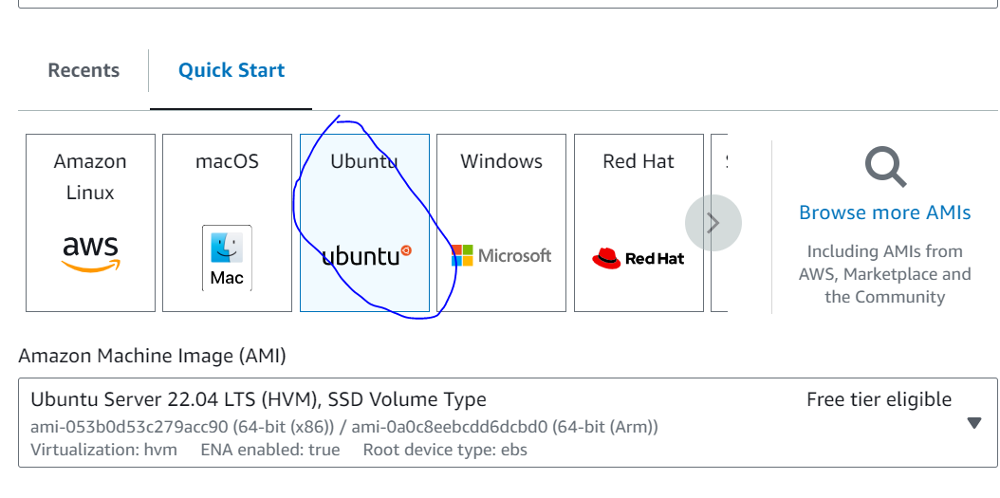 Recents
Quick Start
Amazon
Linux
aws
macOS
Mac
Ubuntu
ubuntu
Windows
Microsoft
Red Hat
Red Hat
Browse more AMIs
Including AMIs from
AWS, Marketplace and
the Community
Amazon Machine Image (AMI)
Ubuntu Server 22.04 LTS (HVM), SSD Volume Type
Free tier eligible
ami-053b0d53c279acc90 (64-bit (x86)) / ami-0a0c8eebcdd6dcbd0 (64-bit (Arm))
Virtualization: hvm ENA enabled: true Root device type: ebs